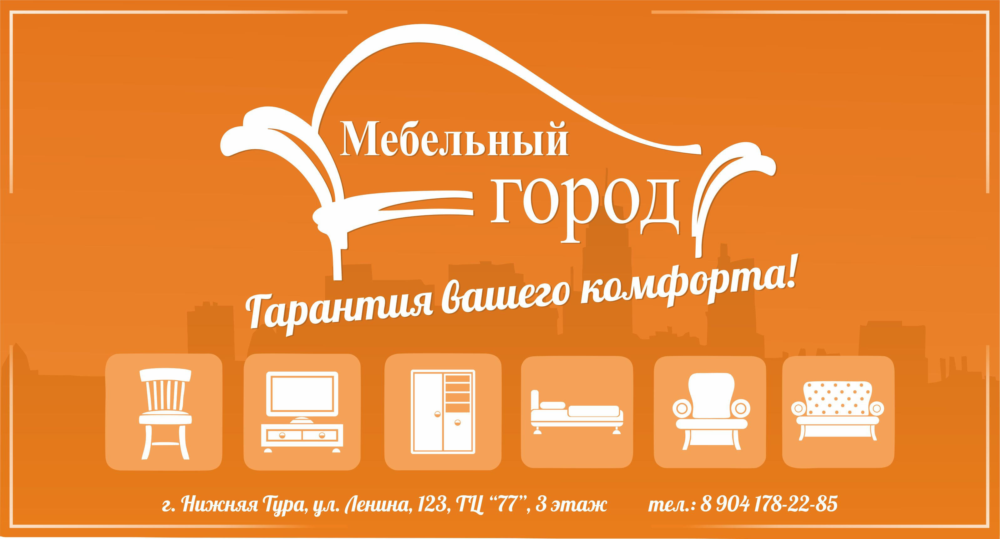 Мебельный
город
Гарантия вашего комфорта!
г. Нижняя Тура, ул. Ленина, 123, ТЦ “77”, 3 этаж тел.: 8 904 178-22-85